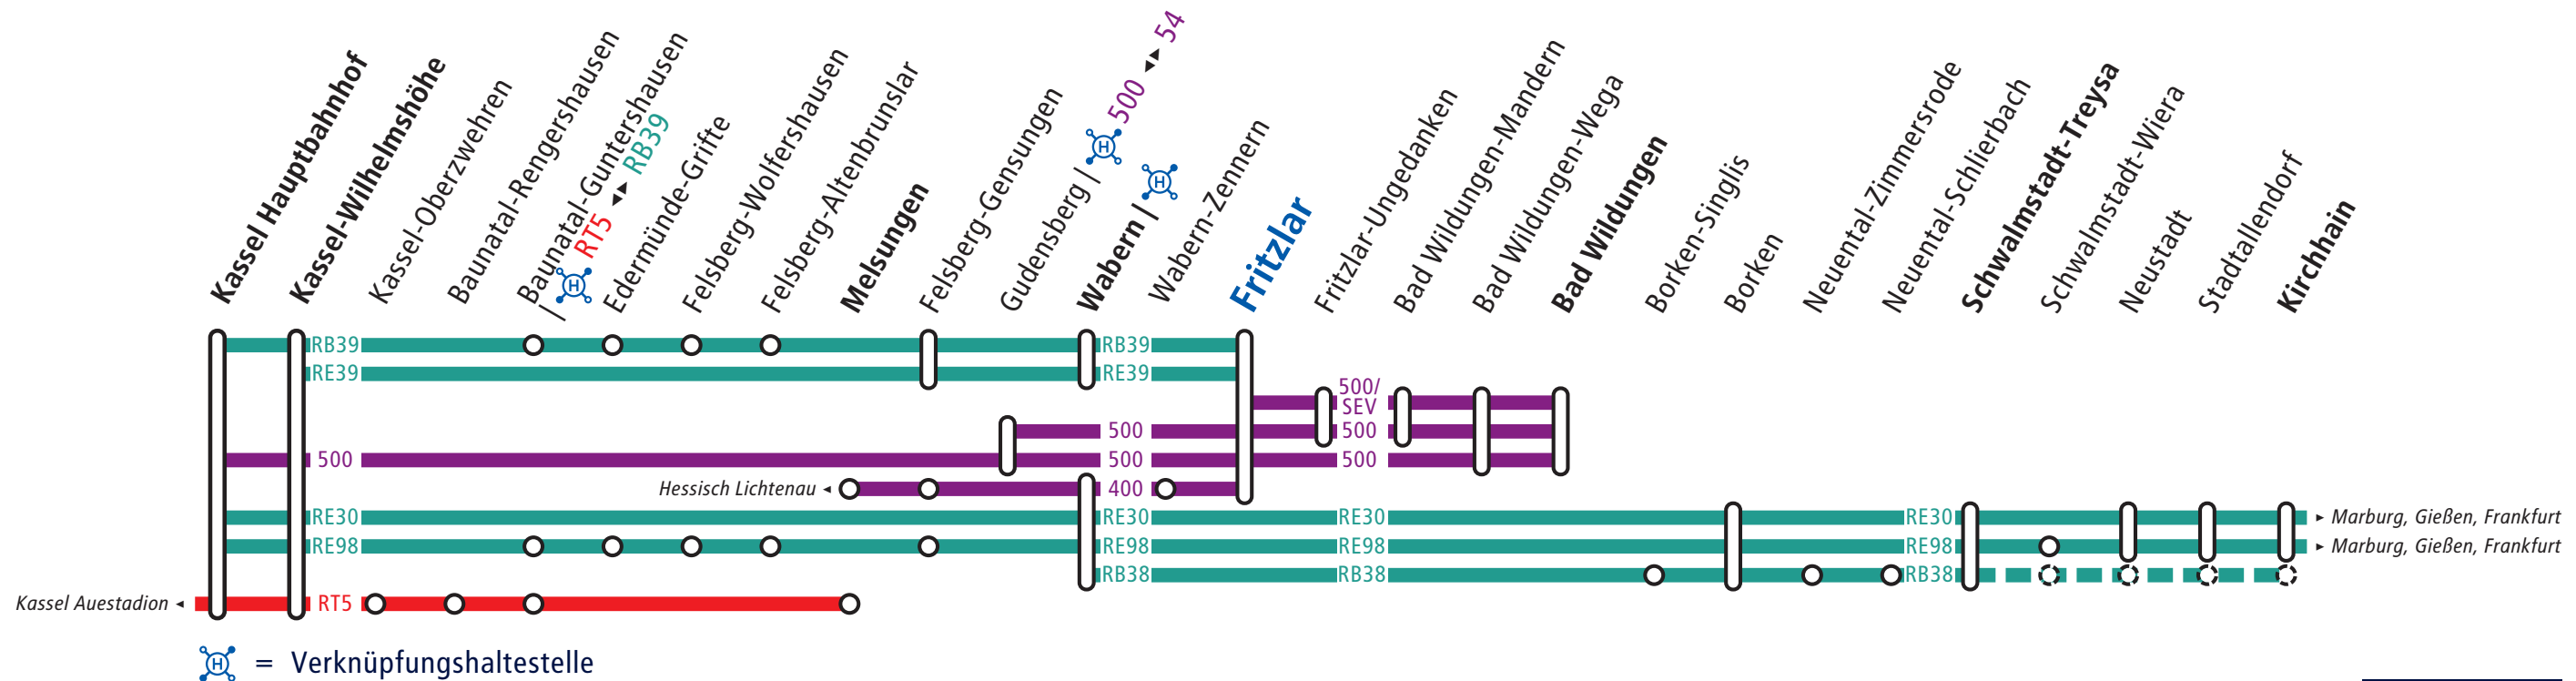 Kassel Hauptbahnhof
Kassel-Wilhelmshöhe
Kassel-Oberzwehren
Baunatal-Rengershausen
Baunatal-Guntershausen
| H RT5 ◄► RB39
Edermünde-Grifte
Felsberg-Wolfershausen
Felsberg-Altenbrunslar
Melsungen
Felsberg-Gensungen
Gudensberg | H 500 ◄► 54
Wabern | H
Wabern-Zennern
Fritzlar
Fritzlar-Ungedanken
Bad Wildungen-Mandern
Bad Wildungen-Wega
Bad Wildungen
Borken-Singlis
Borken
Neuental-Zimmersrode
Neuental-Schlierbach
Schwalmstadt-Treysa
Schwalmstadt-Wiera
Neustadt
Stadtallendorf
Kirchhain
RB39 RB39
RE39 RE39
500/
SEV
500 500
500 500 500
Hessisch Lichtenau ◄ 400
RE30 RE30 RE30 RE30 ► Marburg, Gießen, Frankfurt
RE98 RE98 RE98 RE98 ► Marburg, Gießen, Frankfurt
RB38 RB38 RB38
Kassel Auestadion ◄ RT5
H = Verknüpfungshaltestelle